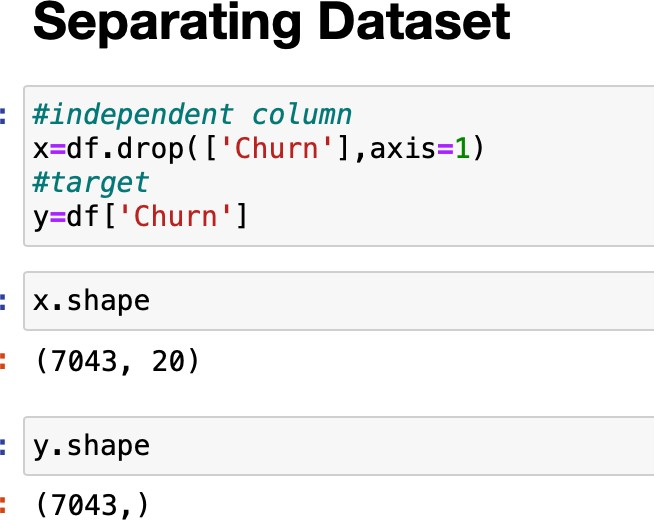 Separating Dataset
: #independent column
x=df.drop(['Churn'],axis=1)
#target
y=df['Churn']
: x.shape
: (7043, 20)
: y.shape
: (7043,)